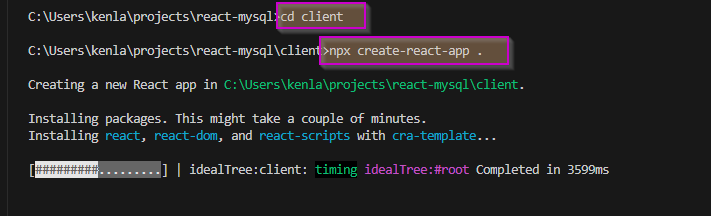 C:\Users\kenla\projects\react-mysql>cd client
C:\Users\kenla\projects\react-mysql\client>npx create-react-app .
Creating a new React app in C:\Users\kenla\projects\react-mysql\client.
Installing packages. This might take a couple of minutes.
Installing react, react-dom, and react-scripts with cra-template...
[#########.........] | idealTree:client: timing idealTree:#root Completed in 3599ms